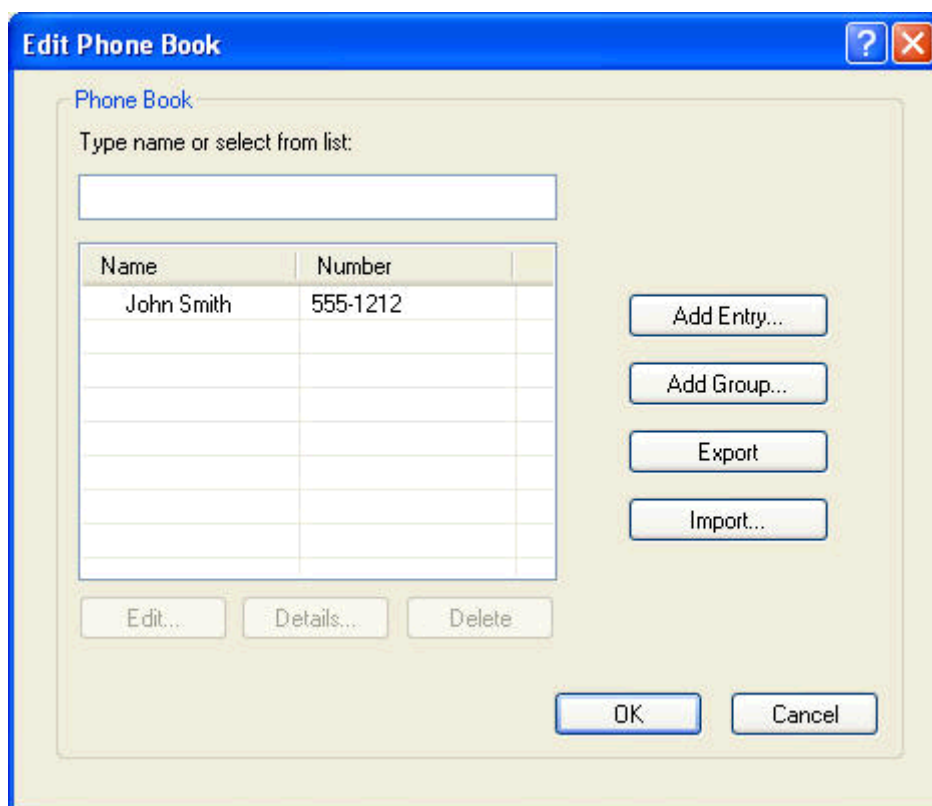 Edit Phone Book
Phone Book
Type name or select from list:
Name Number
John Smith 555-1212
Add Entry...
Add Group...
Export
Import...
Edit... Details... Delete
OK Cancel